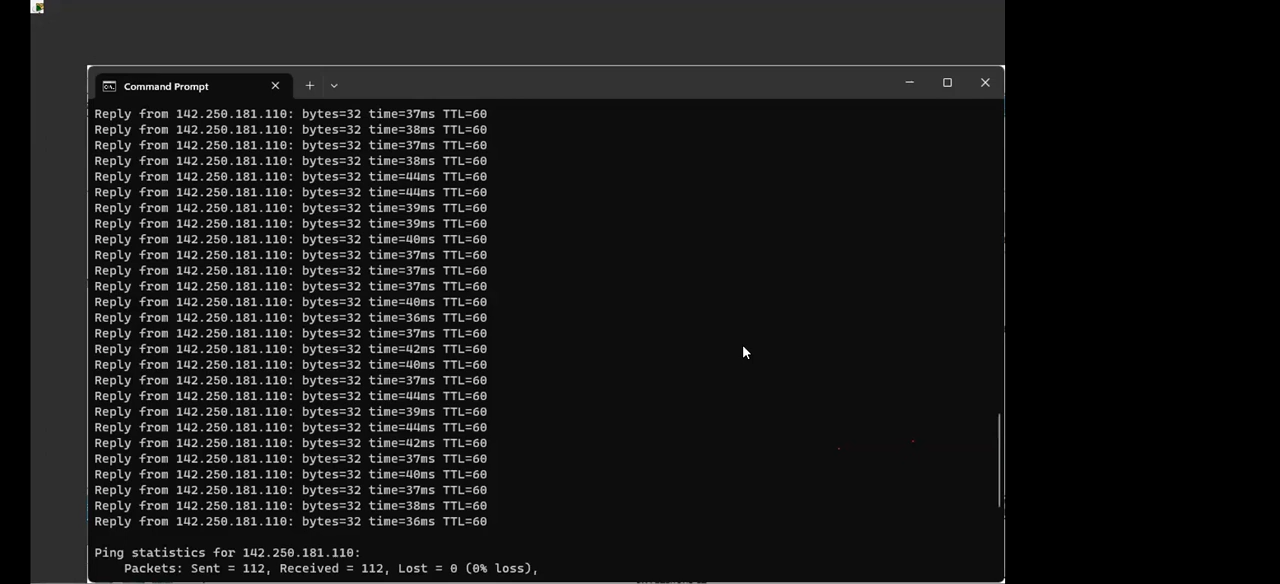 Command Prompt
Reply from 142.250.181.110: bytes=32 time=37ms TTL=60
Reply from 142.250.181.110: bytes=32 time=38ms TTL=60
Reply from 142.250.181.110: bytes=32 time=37ms TTL=60
Reply from 142.250.181.110: bytes=32 time=38ms TTL=60
Reply from 142.250.181.110: bytes=32 time=44ms TTL=60
Reply from 142.250.181.110: bytes=32 time=44ms TTL=60
Reply from 142.250.181.110: bytes=32 time=39ms TTL=60
Reply from 142.250.181.110: bytes=32 time=39ms TTL=60
Reply from 142.250.181.110: bytes=32 time=40ms TTL=60
Reply from 142.250.181.110: bytes=32 time=37ms TTL=60
Reply from 142.250.181.110: bytes=32 time=37ms TTL=60
Reply from 142.250.181.110: bytes=32 time=37ms TTL=60
Reply from 142.250.181.110: bytes=32 time=40ms TTL=60
Reply from 142.250.181.110: bytes=32 time=36ms TTL=60
Reply from 142.250.181.110: bytes=32 time=37ms TTL=60
Reply from 142.250.181.110: bytes=32 time=42ms TTL=60
Reply from 142.250.181.110: bytes=32 time=40ms TTL=60
Reply from 142.250.181.110: bytes=32 time=37ms TTL=60
Reply from 142.250.181.110: bytes=32 time=44ms TTL=60
Reply from 142.250.181.110: bytes=32 time=39ms TTL=60
Reply from 142.250.181.110: bytes=32 time=44ms TTL=60
Reply from 142.250.181.110: bytes=32 time=42ms TTL=60
Reply from 142.250.181.110: bytes=32 time=37ms TTL=60
Reply from 142.250.181.110: bytes=32 time=40ms TTL=60
Reply from 142.250.181.110: bytes=32 time=37ms TTL=60
Reply from 142.250.181.110: bytes=32 time=38ms TTL=60
Reply from 142.250.181.110: bytes=32 time=36ms TTL=60
Ping statistics for 142.250.181.110:
Packets: Sent = 112, Received = 112, Lost = 0 (0% loss),